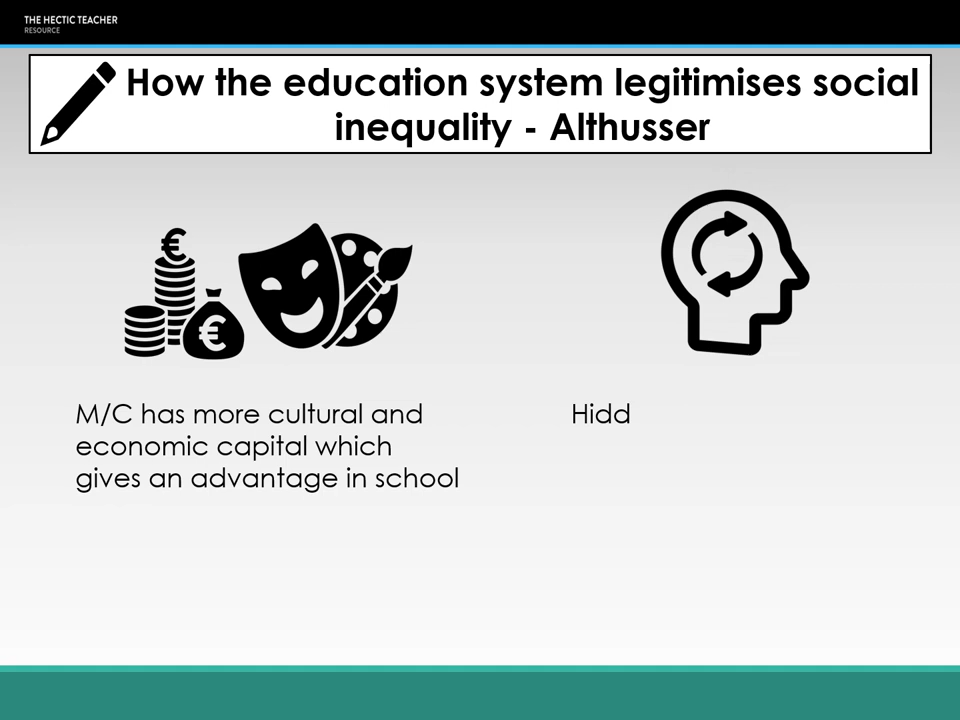 THE HECTIC TEACHER
RESOURCE
How the education system legitimises social
inequality - Althusser
€
€
M/C has more cultural and
economic capital which
gives an advantage in school
Hidd